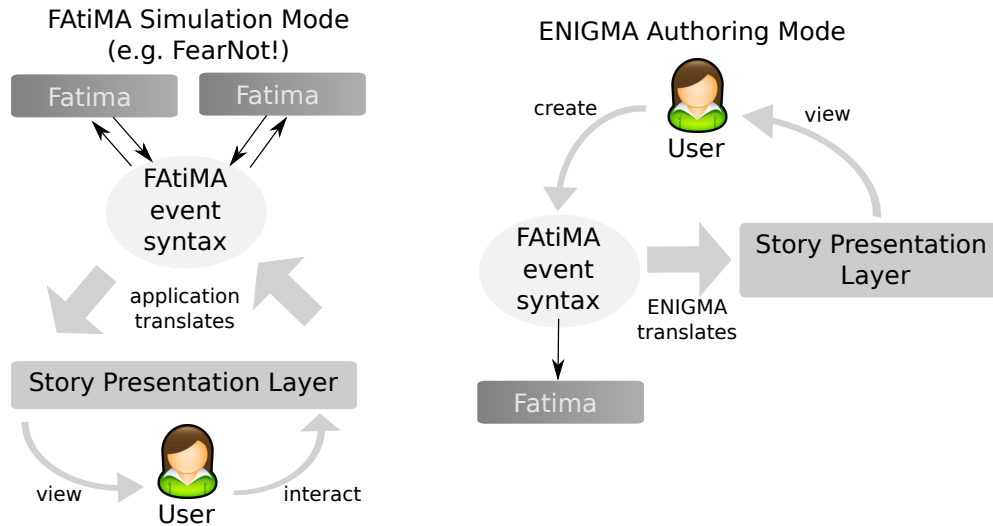 FAtiMA Simulation Mode
(e.g. FearNot!)
Fatima
Fatima
FAtiMA
event
syntax
application
translates
Story Presentation Layer
view
interact
User
ENIGMA Authoring Mode
create
view
User
FAtiMA
event
syntax
Story Presentation
Layer
ENIGMA
translates
Fatima